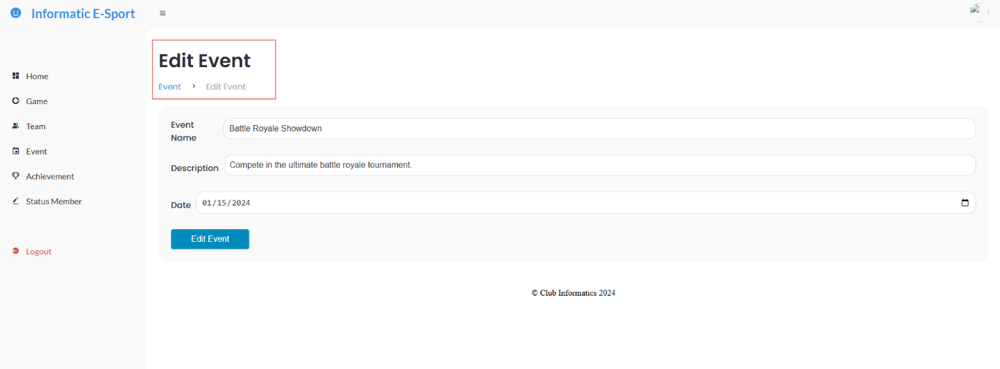 Informatic E-Sport
Home
Game
Team
Event
Achievement
Status Member
Logout
Edit Event
Event > Edit Event
Event Name
Battle Royale Showdown
Description
Compete in the ultimate battle royale tournament.
Date
01/15/2024
Edit Event
© Club Informatics 2024